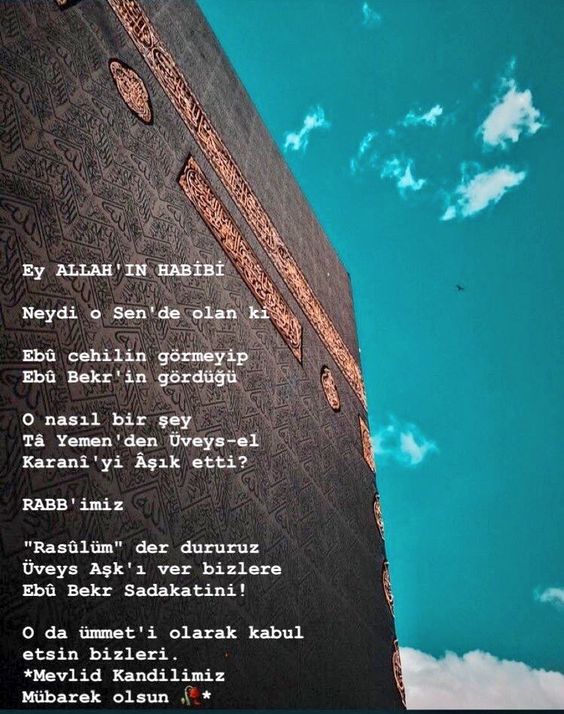 Ey ALLAH'IN HABİBİ
Neydi o Sen'de olan ki
Ebû cehilin görmeyip
Ebû Bekr'in gördüğü
O nasıl bir şey
Tâ Yemen'den Üveys-el
Karanî'yi Âşık etti?
RABB'imiz
"Rasûlüm" der dururuz
Üveys Aşk'ı ver bizlere
Ebû Bekr Sadakatini!
O da ümmet'i olarak kabul
etsin bizleri.
*Mevlid Kandilimiz
Mübarek olsun 🥀*